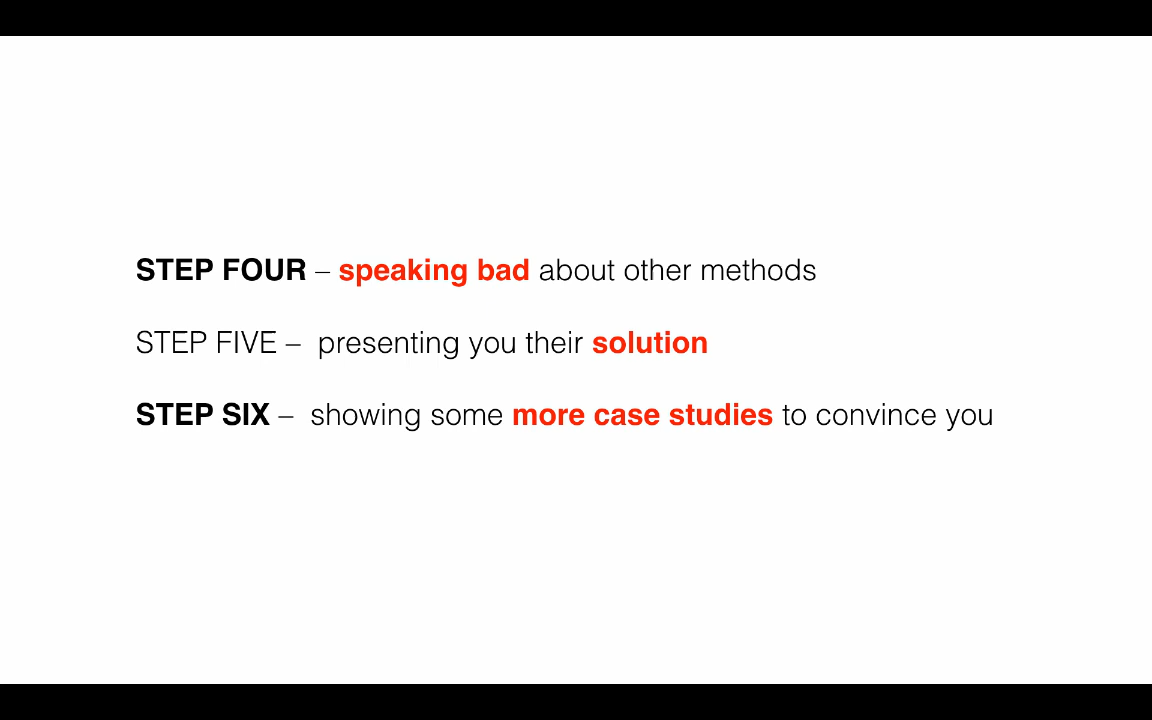 STEP FOUR – speaking bad about other methods
STEP FIVE –  presenting you their solution
STEP SIX –  showing some more case studies to convince you